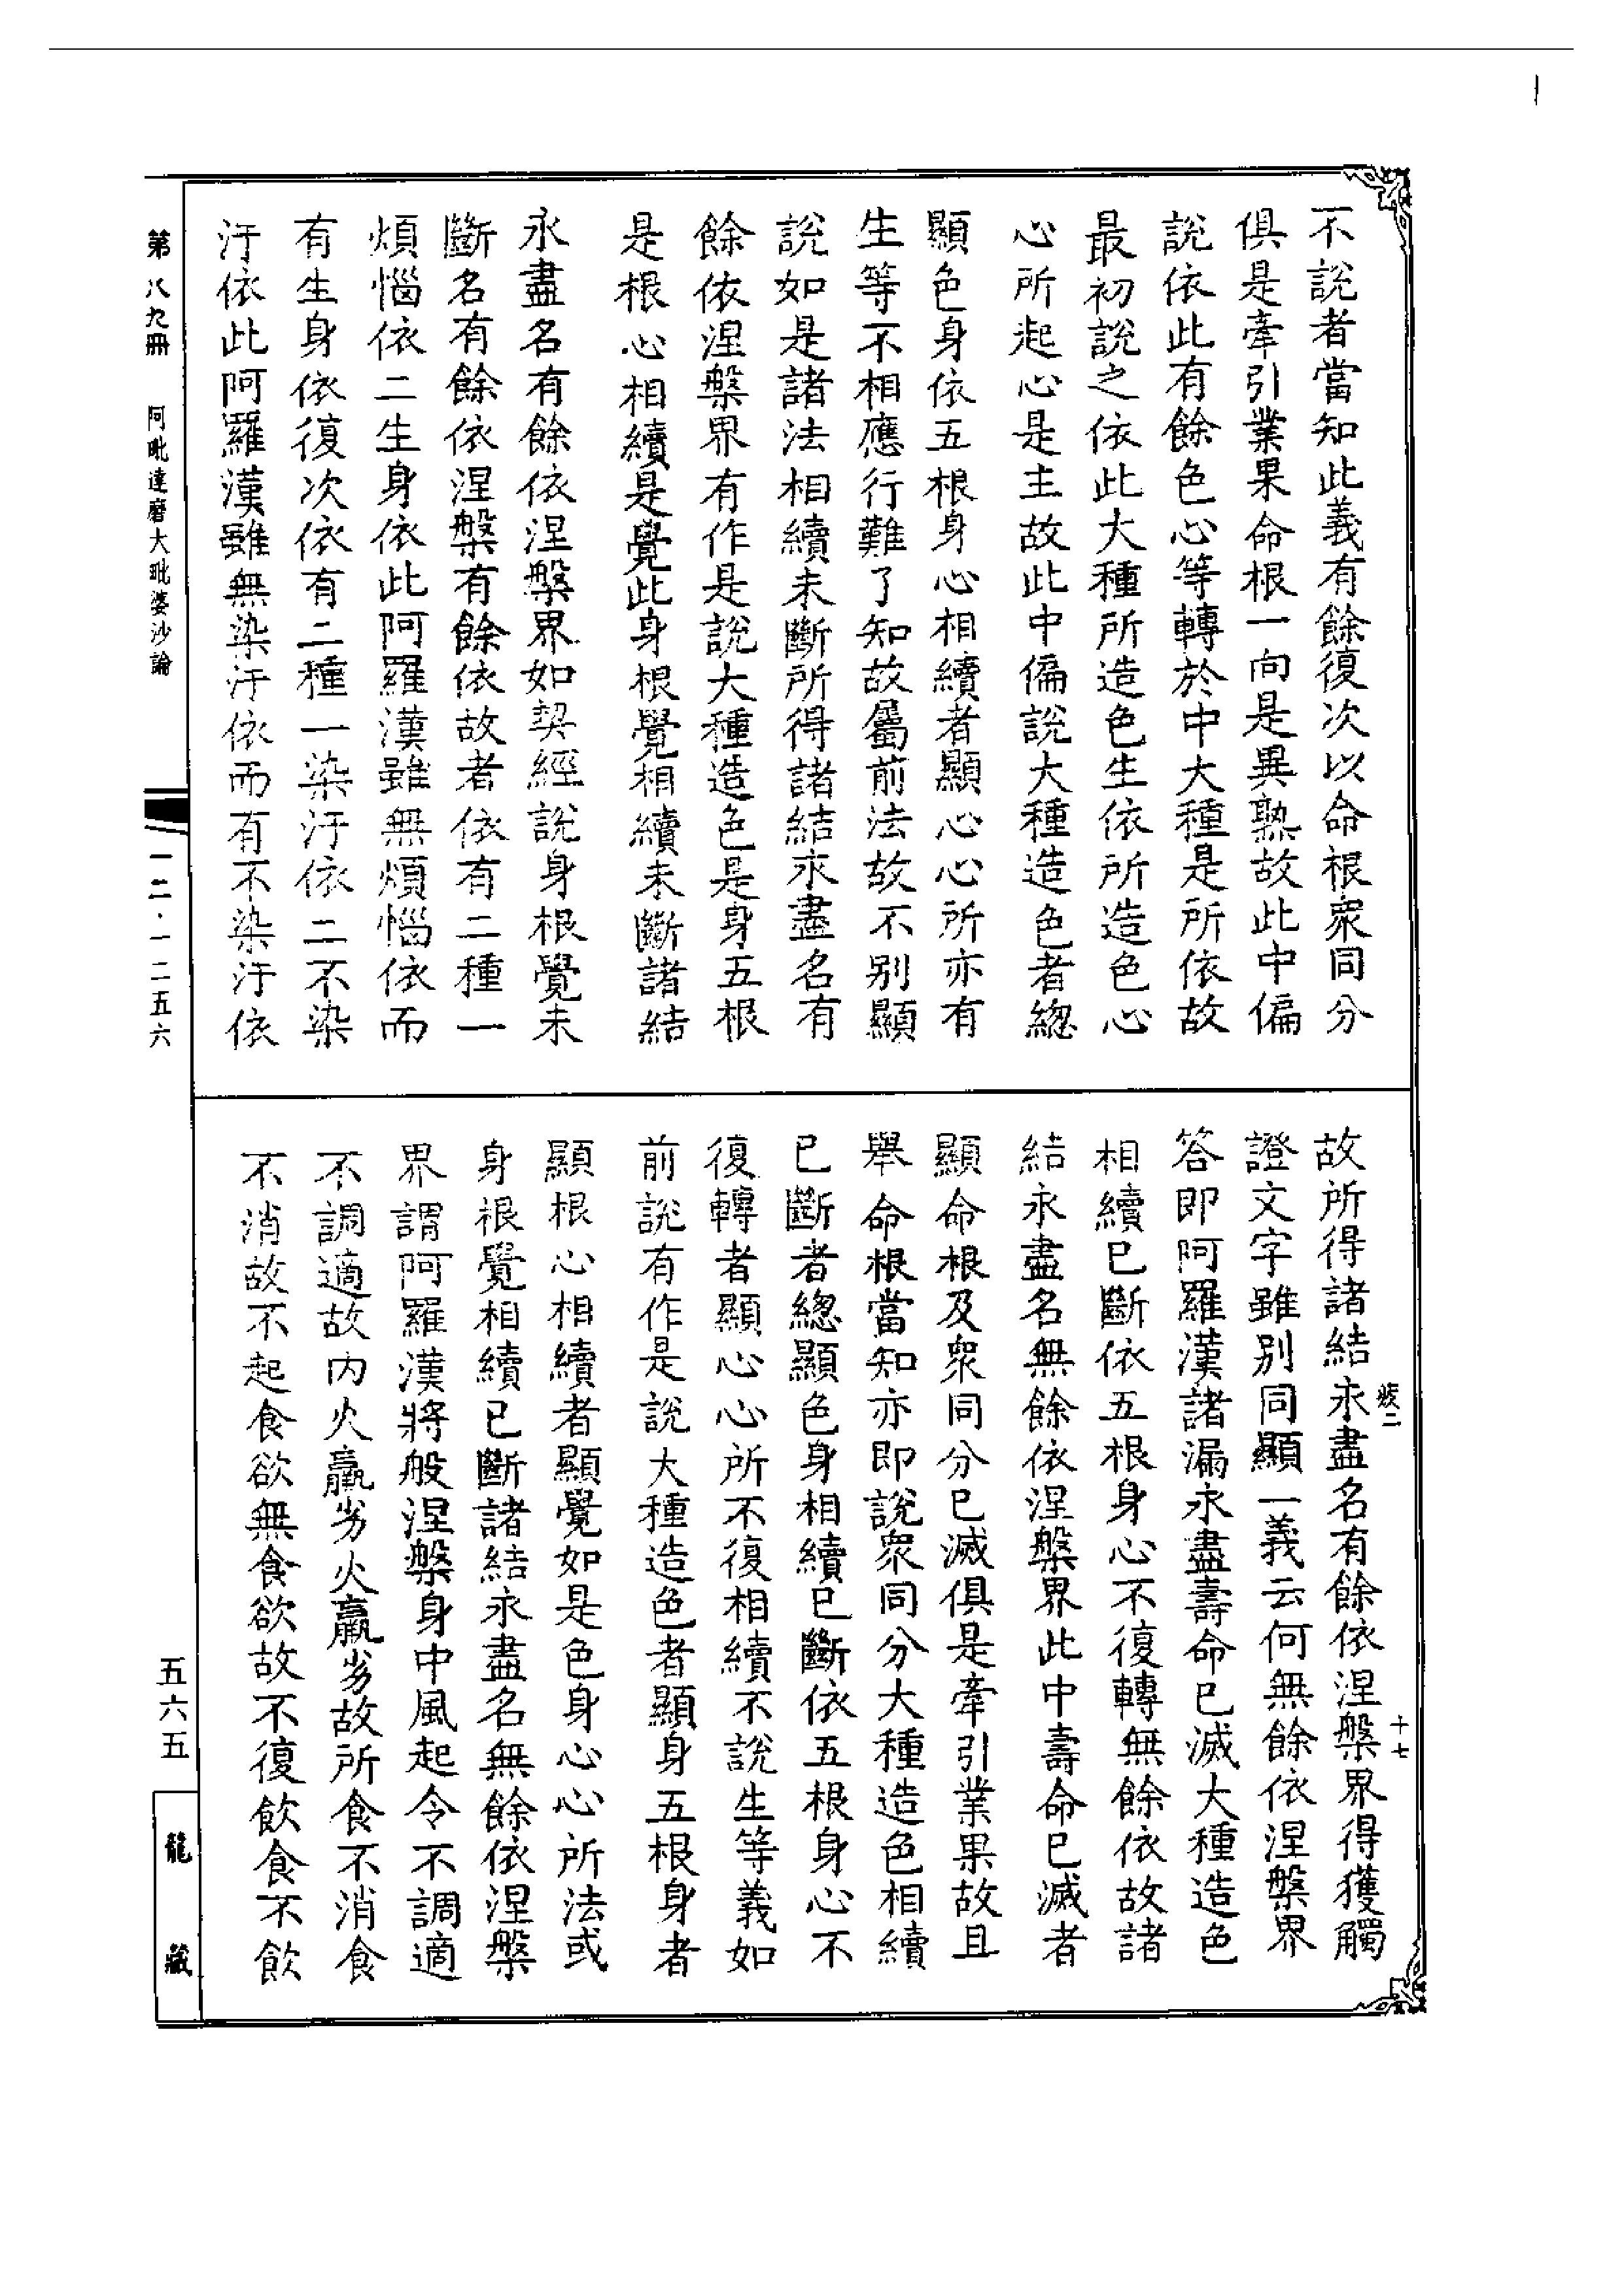 不說者當知此義有餘復次以命根衆同分
俱是牽引業果命根一向是異熟故此中偏
說依此有餘色心等轉於中大種是所依故
最初說之依此大種所造色生依所造色心
心所起心是主故此中偏說大種造色者緫
顯色身依五根身心相續者顯心心所亦有
生等不相應行難了知故屬前法故不别顯
說如是諸法相續未斷所得諸結永盡名有
餘依涅槃界有作是說大種造色是身五根
是根心相續是覺此身根覺相續未斷諸結
永盡名有餘依涅槃界如契經說身根覺未
斷名有餘依涅槃有餘依故者依有二種一
煩惱依二生身依此阿羅漢雖無煩惱依而
有生身依復次依有二種一染汙依二不染
汙依此阿羅漢雖無染汙依而有不染汙依
故所得諸結永盡名有餘依涅槃界得獲觸
證文字雖别同顯一義云何無餘依涅槃界
答即阿羅漢諸漏永盡壽命已滅大種造色
相續已斷依五根身心不復轉無餘依故諸
結永盡名無餘依涅槃界此中壽命已滅者
顯命根及衆同分已滅俱是牽引業果故且
舉命根當知亦即說衆同分大種造色相續
已斷者緫顯色身相續已斷依五根身心不
復轉者顯心心所不復相續不說生等義如
前說有作是說大種造色者顯身五根身者
顯根心相續者顯覺如是色身心心所法或
身根覺相續已斷諸結永盡名無餘依涅槃
界謂阿羅漢將般涅槃身中風起令不調適
不調適故内火羸劣火羸劣故所食不消食
不消故不起食欲無食欲故不復飲食不飲
十七
第八九冊
阿毗達磨大毗婆沙論
一二·一二五六
五六五
龍藏